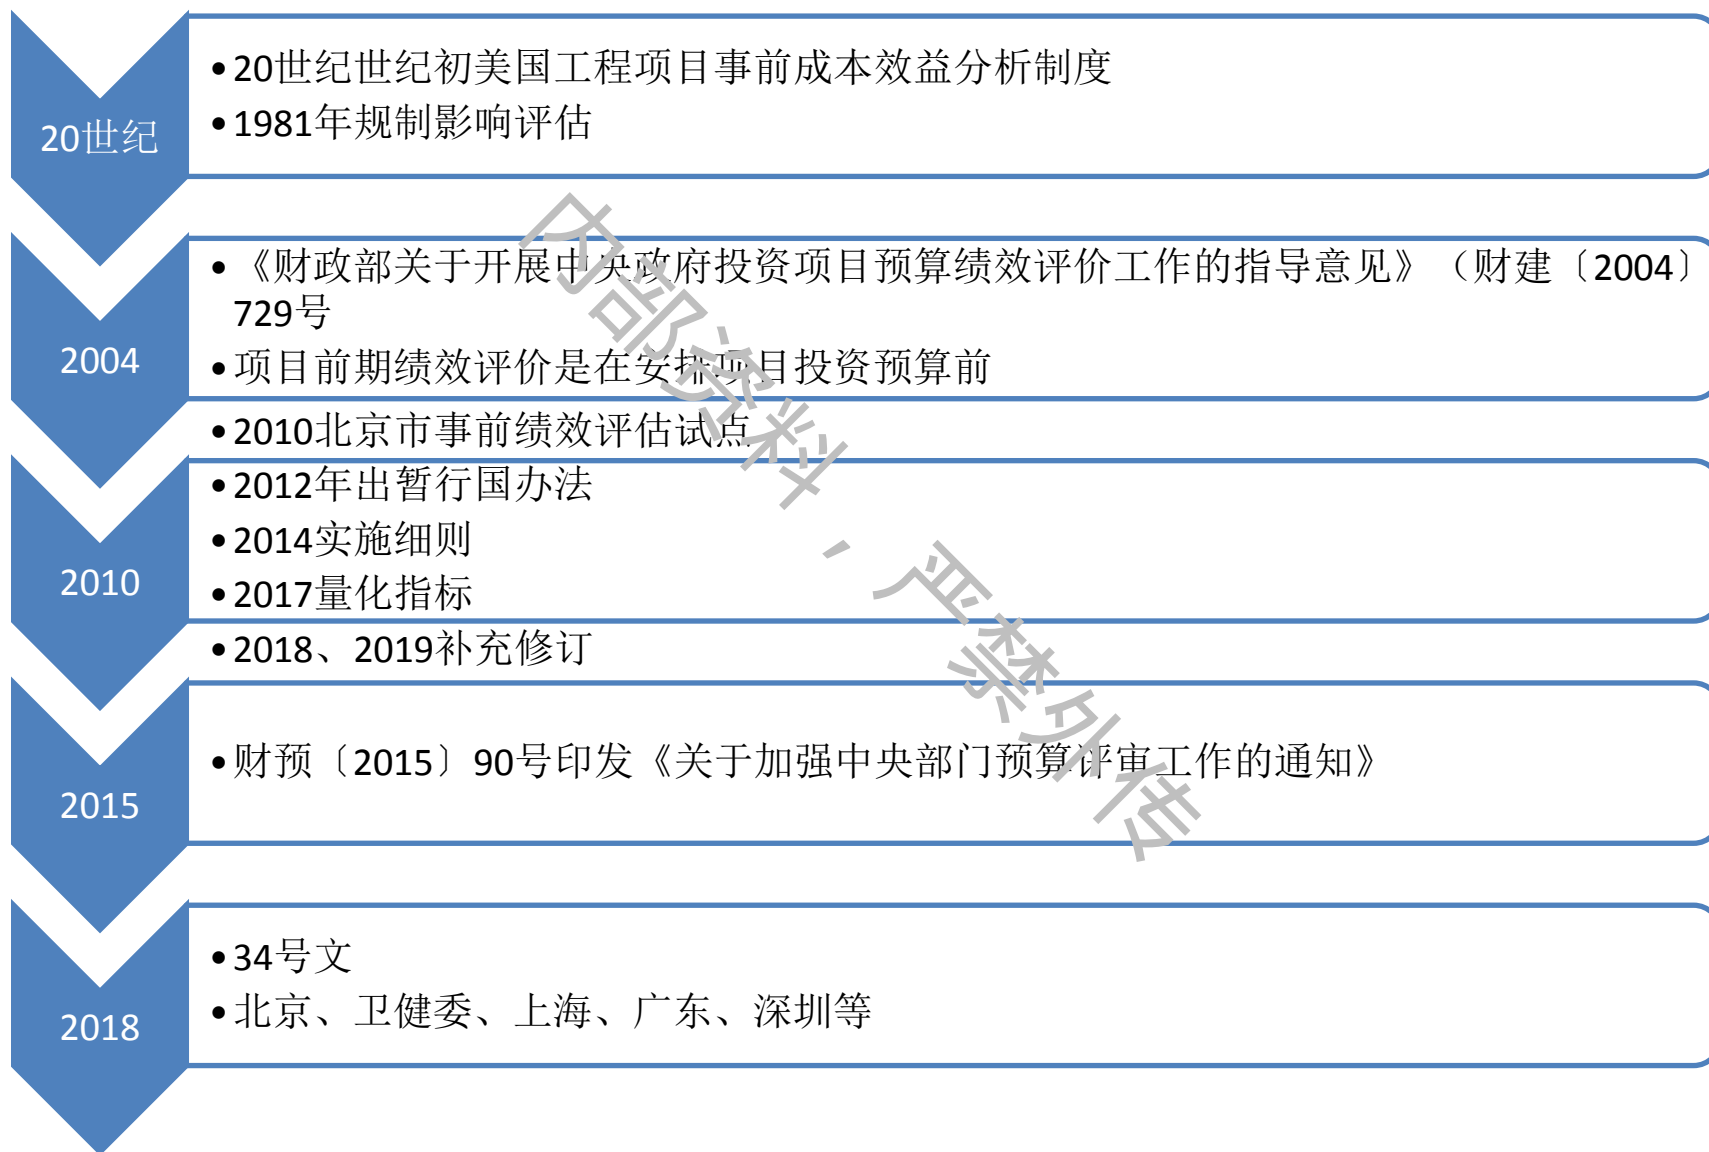 20世纪
•20世纪世纪初美国工程项目事前成本效益分析制度
•1981年规制影响评估
2004
•《财政部关于开展中央政府投资项目预算绩效评价工作的指导意见》（财建〔2004〕
729号
•项目前期绩效评价是在安排项目投资预算前
2010
•2010北京市事前绩效评估试点
•2012年出暂行国办法
•2014实施细则
•2017量化指标
•2018、2019补充修订
2015
•财预〔2015〕90号印发《关于加强中央部门预算评审工作的通知》
2018
•34号文
•北京、卫健委、上海、广东、深圳等
内部资料，严禁外传